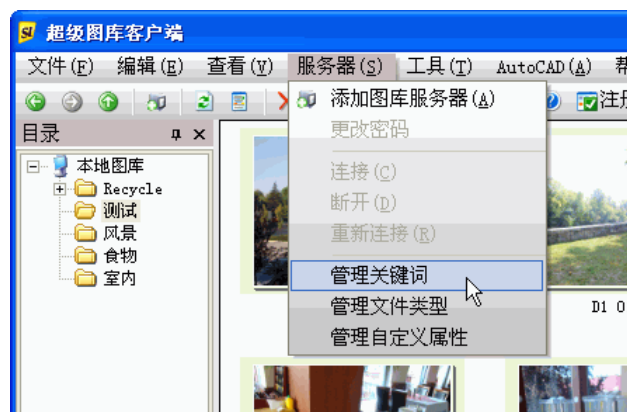 超级图库客户端
文件(F) 编辑(E) 查看(V) 服务器(S) 工具(T) AutoCAD(A)
注册
目录
添加图库服务器(A)
更改密码
连接(C)
断开(D)
重新连接(R)
管理关键词
管理文件类型
管理自定义属性
本地图库
Recycle
测试
风景
食物
室内
D1 0